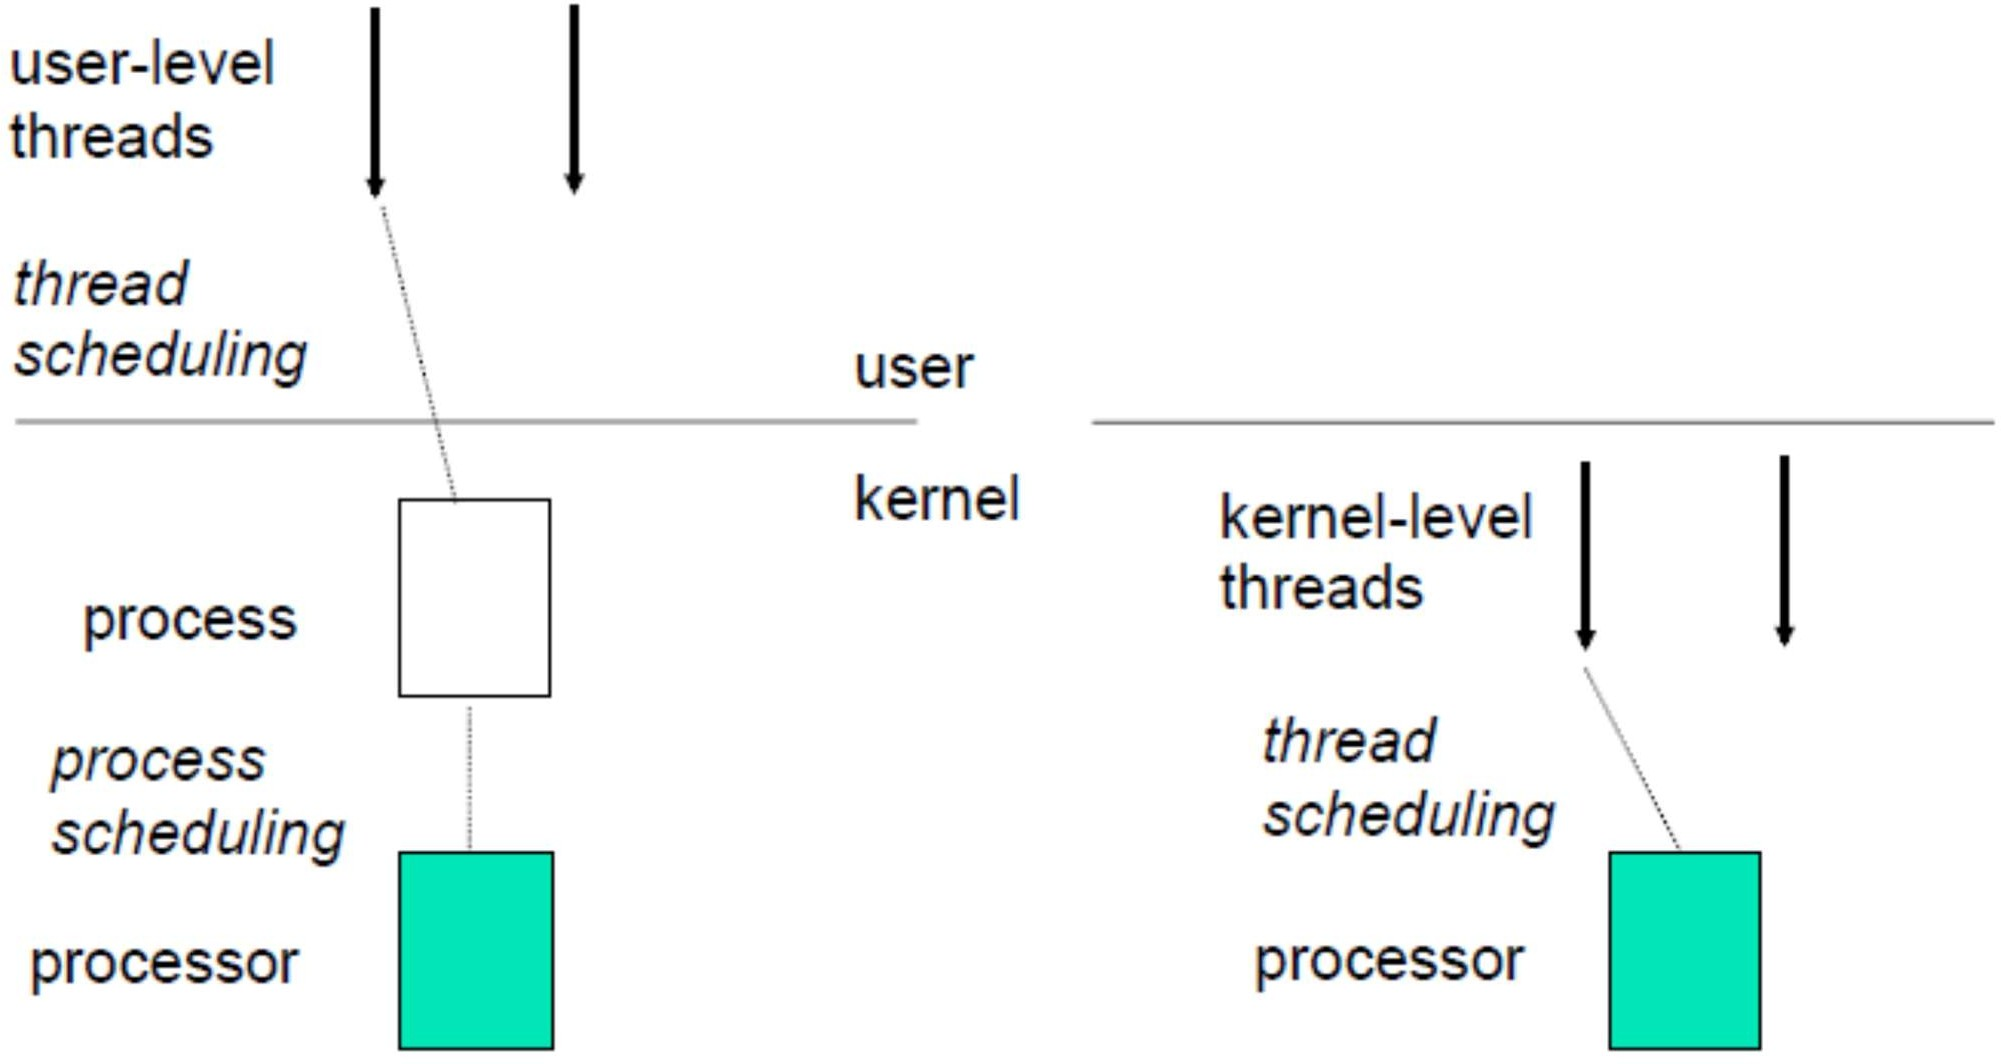 user-level
threads
thread
scheduling
user
kernel
process
process
scheduling
processor
kernel-level
threads
thread
scheduling
processor